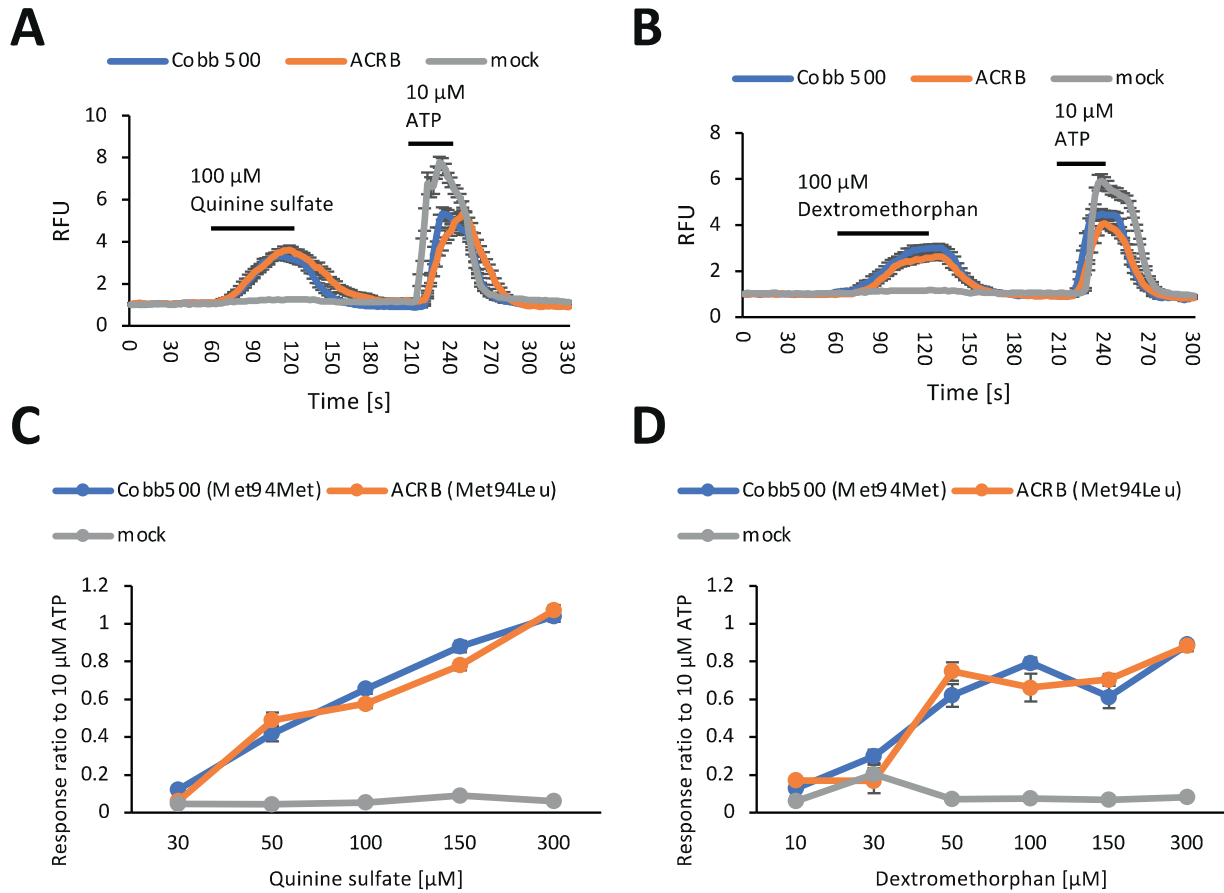 A
Cobb 500 ACRB mock
10 µM
ATP
100 µM
Quinine sulfate
RFU
10
8
6
4
2
0
0 30 60 90 120 150 180 210 240 270 300 330
Time [s]
B
Cobb 500 ACRB mock
10 µM
ATP
100 µM
Dextromethorphan
RFU
8
6
4
2
0
0 30 60 90 120 150 180 210 240 270 300
Time [s]
C
Cobb500 (Met94Met) ACRB (Met94Leu)
mock
Response ratio to 10 µM ATP
1.2
1
0.8
0.6
0.4
0.2
0
30 50 100 150 300
Quinine sulfate [µM]
D
Cobb500 (Met94Met) ACRB (Met94Leu)
mock
Response ratio to 10 µM ATP
1.2
1
0.8
0.6
0.4
0.2
0
10 30 50 100 150 300
Dextromethorphan [µM]